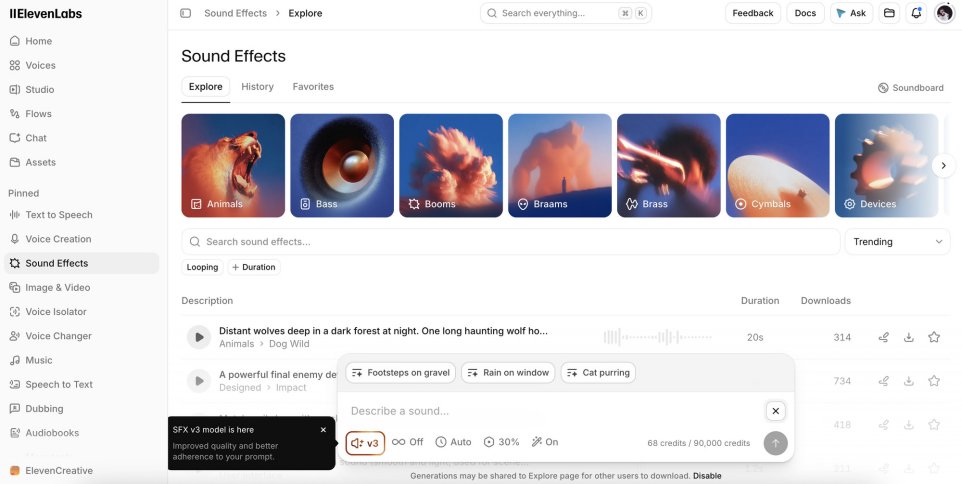 IIElevenLabs
Sound Effects > Explore
Search everything... ⌘ K
Feedback
Docs
Ask
Home
Voices
Studio
Flows
Chat
Assets
Pinned
Text to Speech
Voice Creation
Sound Effects
Image & Video
Voice Isolator
Voice Changer
Music
Speech to Text
Dubbing
Audiobooks
ElevenCreative
Sound Effects
Explore
History
Favorites
Soundboard
Animals
Bass
Booms
Braams
Brass
Cymbals
Devices
Search sound effects...
Trending
Looping
+ Duration
Description
Duration
Downloads
Distant wolves deep in a dark forest at night. One long haunting wolf ho...
20s
314
Animals > Dog Wild
A powerful final enemy de
734
Designed > Impact
418
211
Footsteps on gravel
Rain on window
Cat purring
Describe a sound...
v3
Off
Auto
30%
On
68 credits / 90,000 credits
SFX v3 model is here
Improved quality and better
adherence to your prompt.
Generations may be shared to Explore page for other users to download. Disable